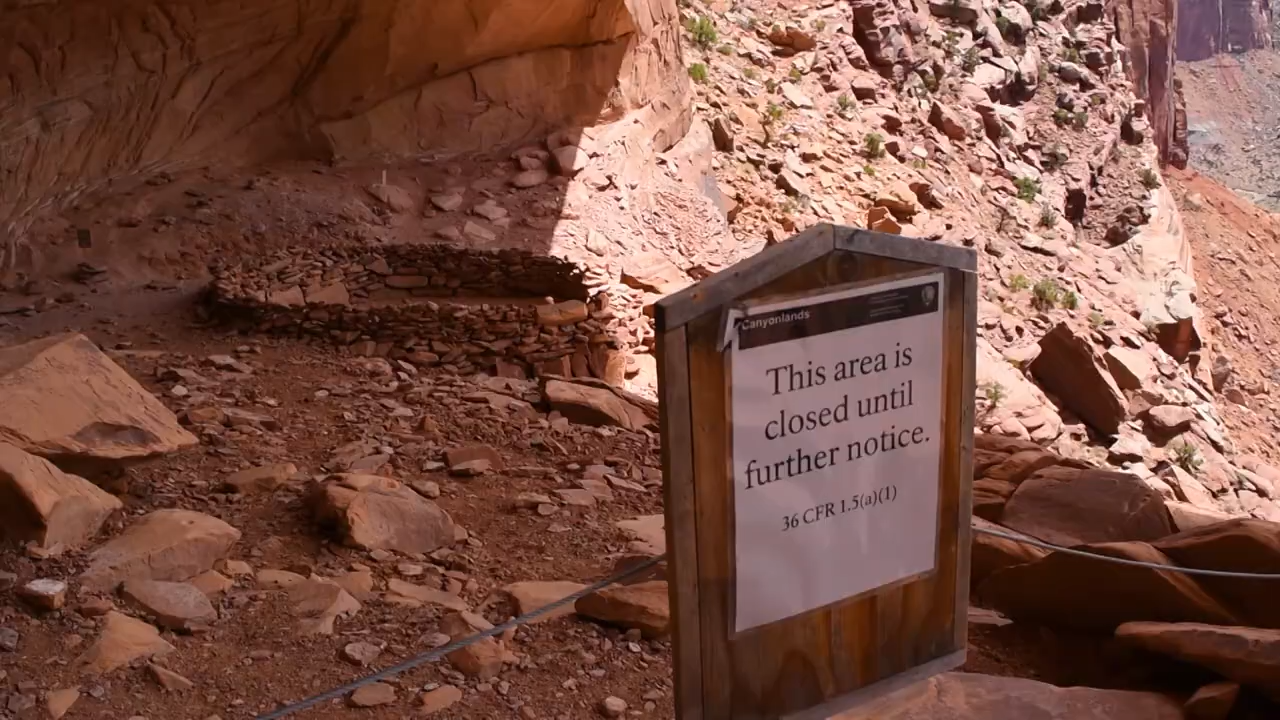 Canyonlands
This area is
closed until
further notice.
36 CFR 1.5(a)(1)